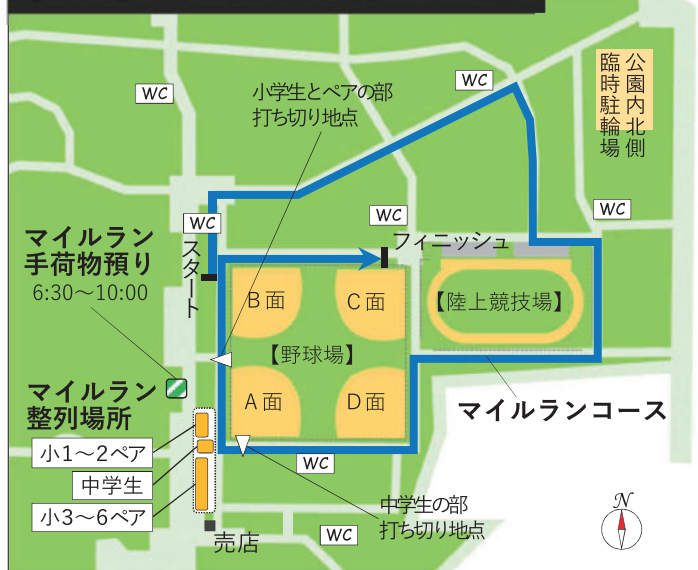 WC
WC
小学生とペアの部
打ち切り地点
公園内北側
臨時駐輪場
WC
WC
WC
マイルラン
手荷物預り
6:30〜10:00
スタート
フィニッシュ
B面
C面
【陸上競技場】
【野球場】
A面
D面
マイルラン
整列場所
マイルランコース
小1〜2ペア
中学生
小3〜6ペア
WC
中学生の部
打ち切り地点
N
売店
WC